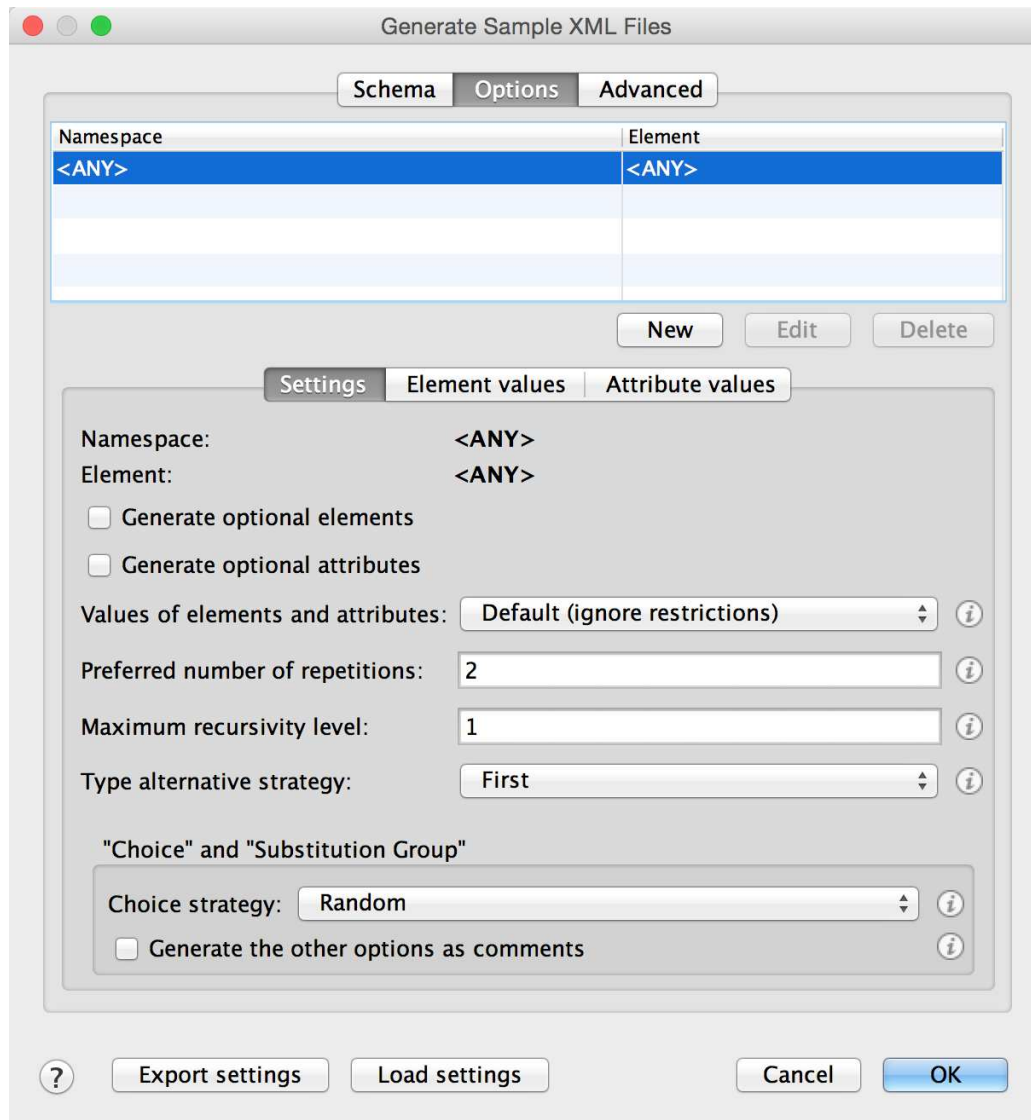 Generate Sample XML Files
Schema Options Advanced
Namespace Element
<ANY> <ANY>
New Edit Delete
Settings Element values Attribute values
Namespace: <ANY>
Element: <ANY>
Generate optional elements
Generate optional attributes
Values of elements and attributes: Default (ignore restrictions)
Preferred number of repetitions: 2
Maximum recursivity level: 1
Type alternative strategy: First
"Choice" and "Substitution Group"
Choice strategy: Random
Generate the other options as comments
? Export settings Load settings Cancel OK